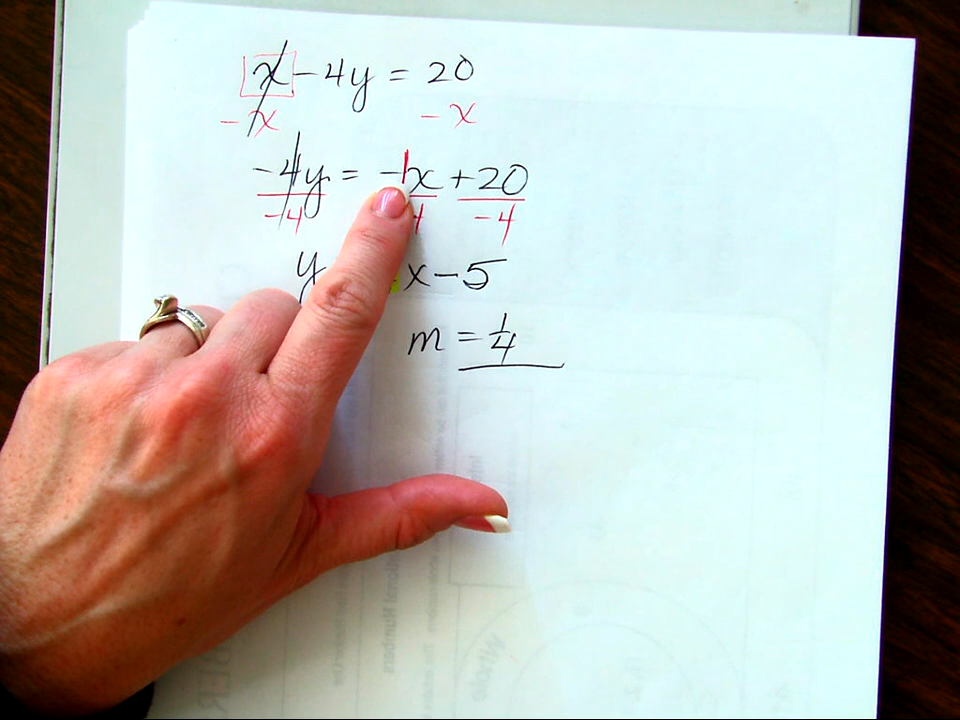 x - 4y = 20
- x - x
-4y = -1x + 20
-4 4 -4
y x - 5
m = 1/4